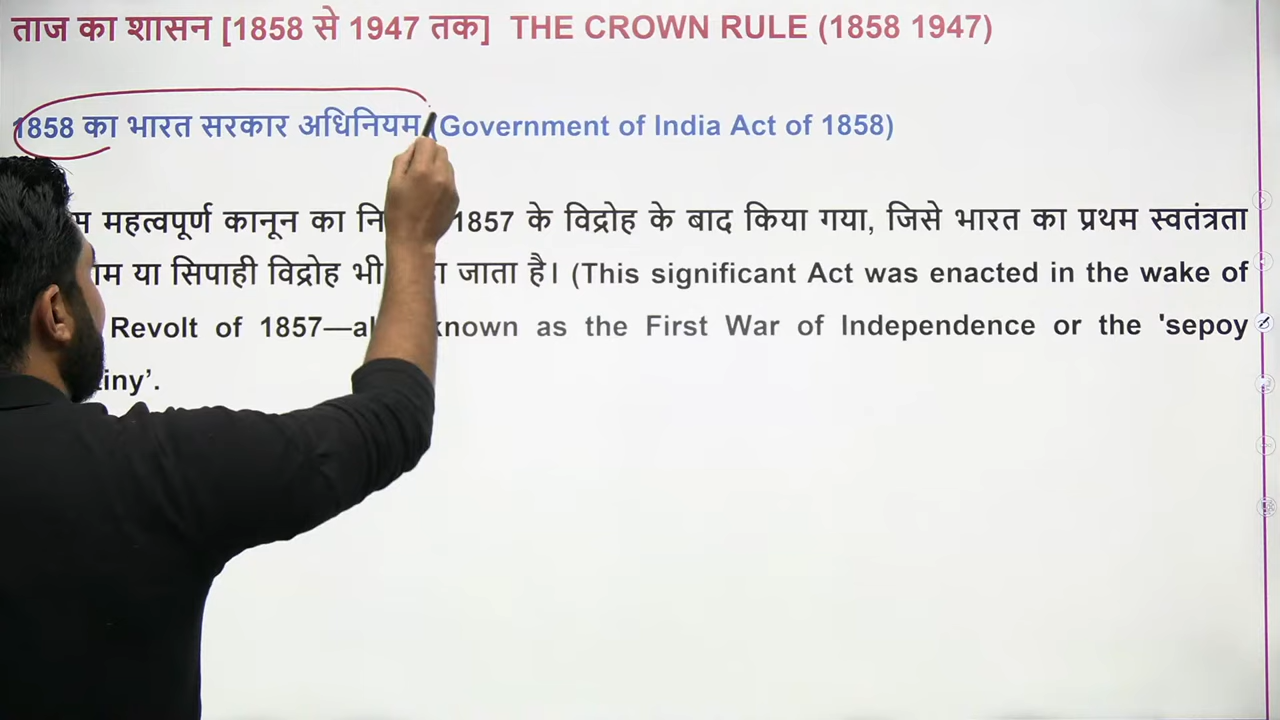 ताज का शासन [1858 से 1947 तक] THE CROWN RULE (1858 1947)
1858 का भारत सरकार अधिनियम (Government of India Act of 1858)
महत्वपूर्ण कानून का 1857 के विद्रोह के बाद किया गया, जिसे भारत का प्रथम स्वतंत्रता
या सिपाही विद्रोह भी जाता है। (This significant Act was enacted in the wake of
Revolt of 1857—al known as the First War of Independence or the 'sepoy
tiny’.